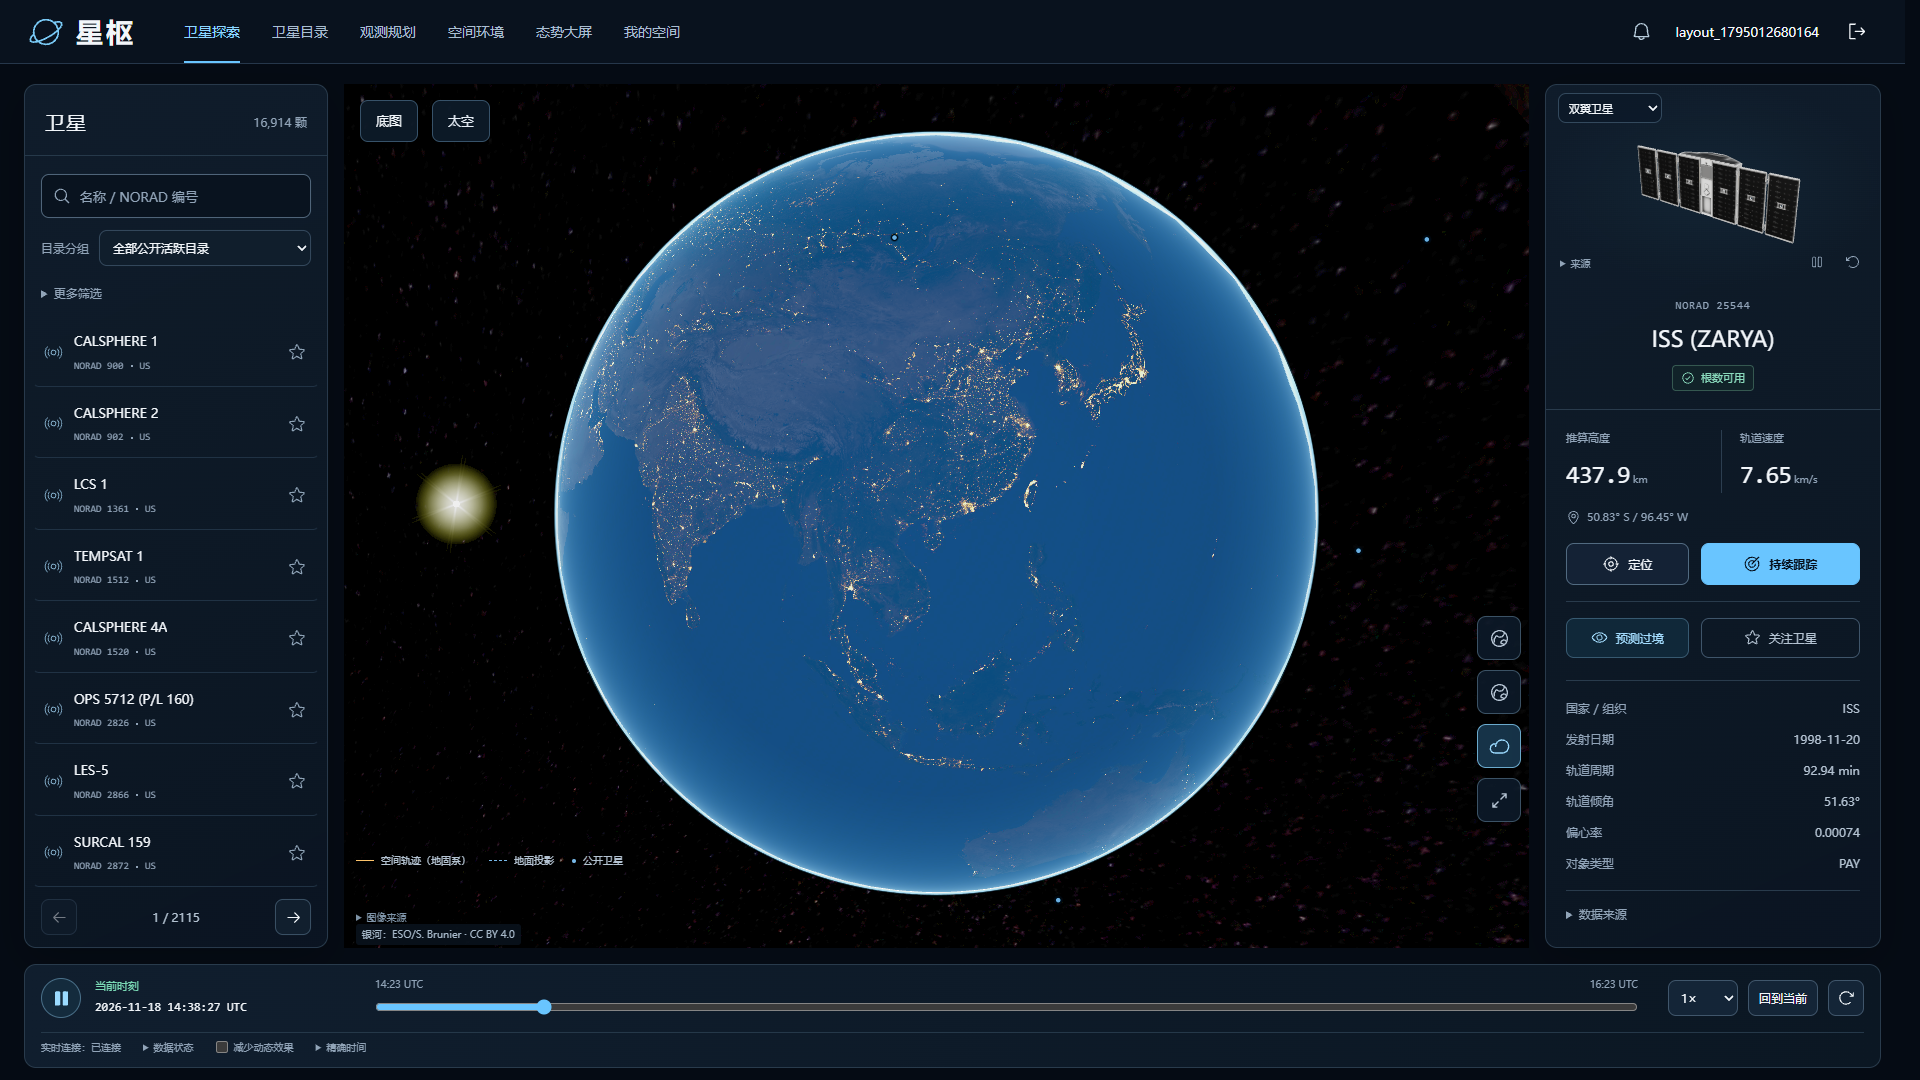 星枢
卫星探索 卫星目录 观测规划 空间环境 态势大屏 我的空间
layout_1795012680164
卫星
16,914 颗
名称 / NORAD 编号
目录分组 全部公开活跃目录
更多筛选
CALSPHERE 1
NORAD 900 · US
CALSPHERE 2
NORAD 902 · US
LCS 1
NORAD 1361 · US
TEMPSAT 1
NORAD 1512 · US
CALSPHERE 4A
NORAD 1520 · US
OPS 5712 (P/L 160)
NORAD 2826 · US
LES-5
NORAD 2866 · US
SURCAL 159
NORAD 2872 · US
1 / 2115
底图 太空
空间轨迹（地固系） 地面投影 公开卫星
图像来源
银河：ESO/S. Brunier · CC BY 4.0
双翼卫星
来源
NORAD 25544
ISS (ZARYA)
根数可用
推算高度
437.9 km
轨道速度
7.65 km/s
50.83° S / 96.45° W
定位 持续跟踪
预测过境 关注卫星
国家 / 组织 ISS
发射日期 1998-11-20
轨道周期 92.94 min
轨道倾角 51.63°
偏心率 0.00074
对象类型 PAY
数据来源
当前时刻
2026-11-18 14:38:27 UTC
14:23 UTC
16:23 UTC
1×
回到当前
实时连接：已连接 数据状态 减少动态效果 精确时间